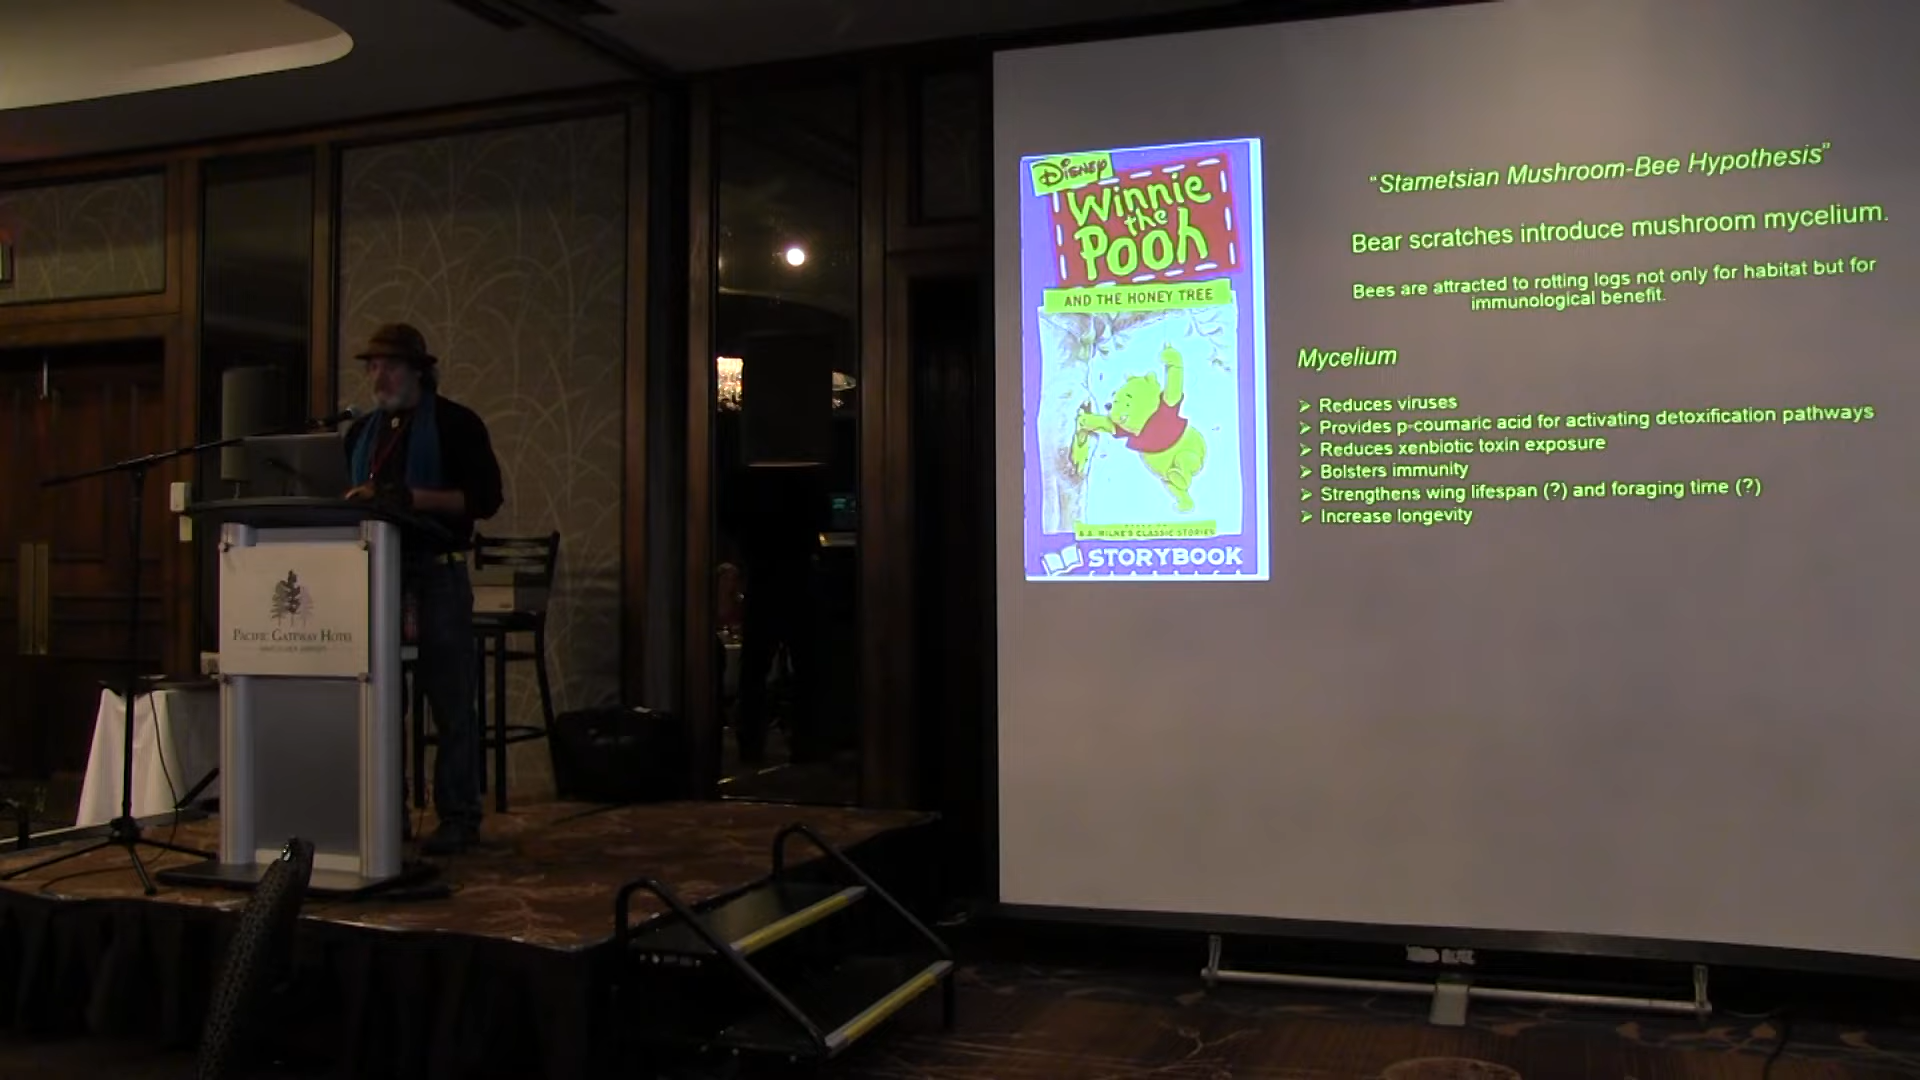 Disney
Winnie
the
Pooh
AND THE HONEY TREE
A.A. MILNE'S CLASSIC STORIES
STORYBOOK
"Stametsian Mushroom-Bee Hypothesis"
Bear scratches introduce mushroom mycelium.
Bees are attracted to rotting logs not only for habitat but for
immunological benefit.
Mycelium
➢ Reduces viruses
➢ Provides p-coumaric acid for activating detoxification pathways
➢ Reduces xenbiotic toxin exposure
➢ Bolsters immunity
➢ Strengthens wing lifespan (?) and foraging time (?)
➢ Increase longevity
PACIFIC GATEWAY HOTEL